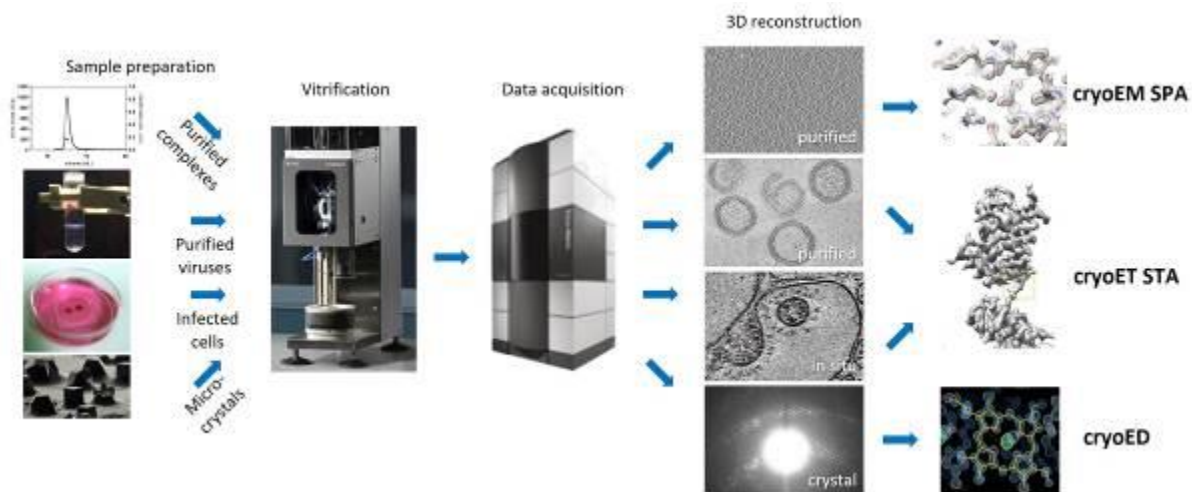 3D reconstruction
Sample preparation
Vitrification
Data acquisition
Purified
complexes
purified
cryoEM SPA
Purified
viruses
purified
cryoET STA
Infected
cells
in situ
Micro-
crystals
crystal
cryoED